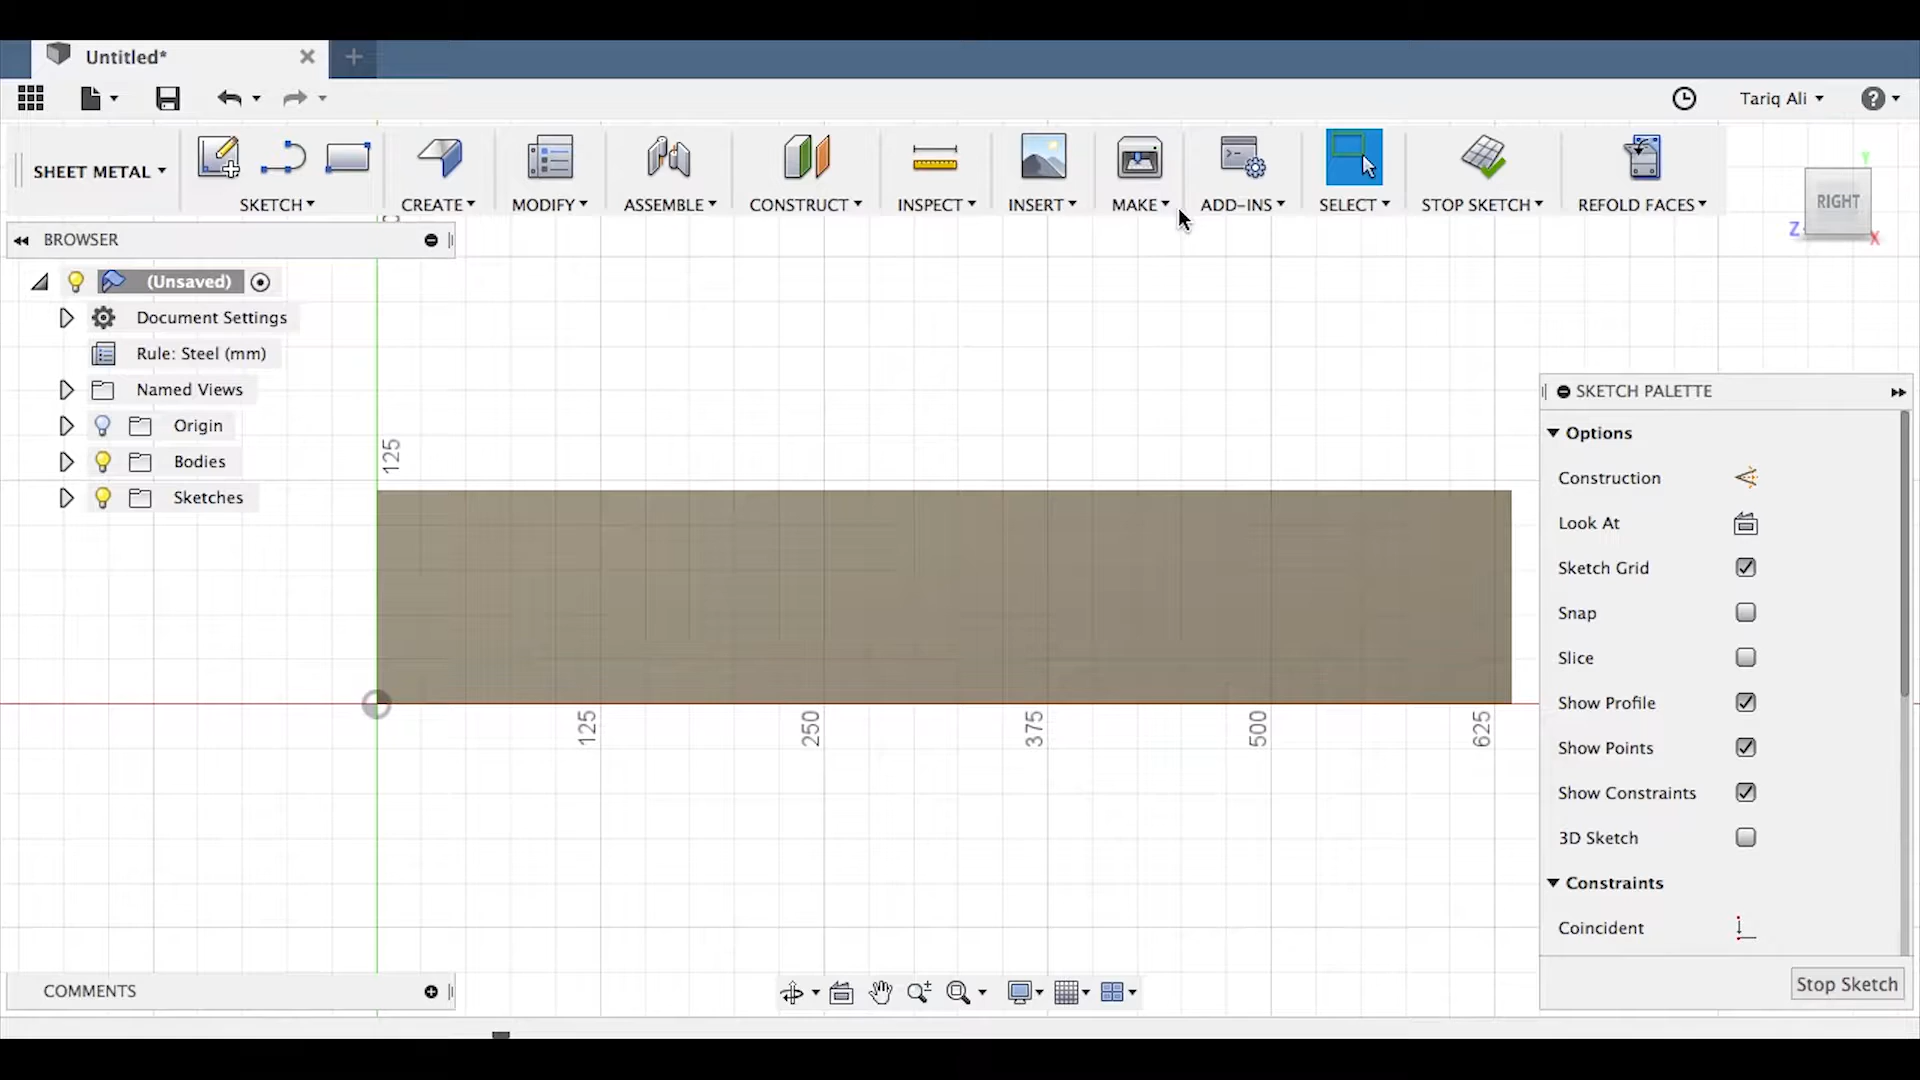 Untitled*
Tariq Ali
SHEET METAL
SKETCH
CREATE
MODIFY
ASSEMBLE
CONSTRUCT
INSPECT
INSERT
MAKE
ADD-INS
SELECT
STOP SKETCH
REFOLD FACES
RIGHT
Y
Z
X
BROWSER
(Unsaved)
Document Settings
Rule: Steel (mm)
Named Views
Origin
Bodies
Sketches
125
125
250
375
500
625
SKETCH PALETTE
Options
Construction
Look At
Sketch Grid
Snap
Slice
Show Profile
Show Points
Show Constraints
3D Sketch
Constraints
Coincident
Stop Sketch
COMMENTS